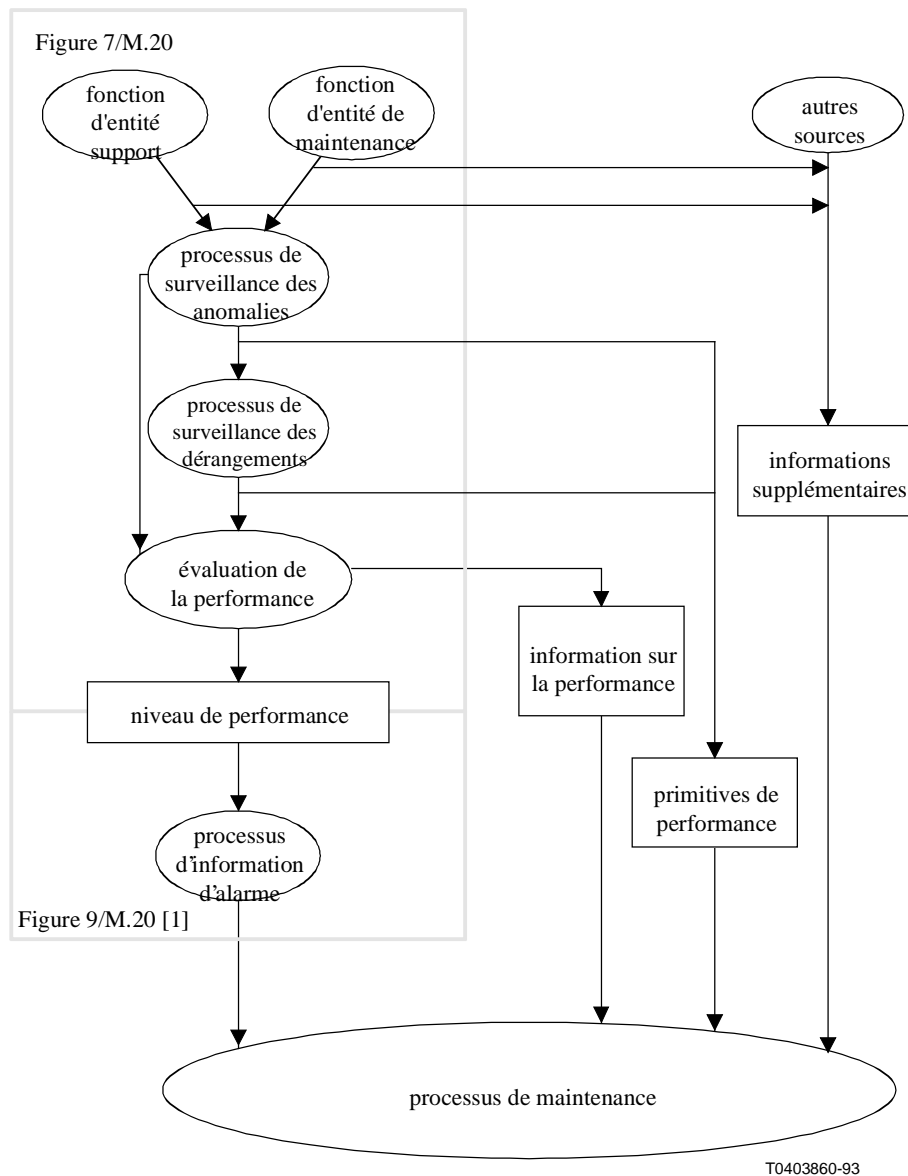 Figure 7/M.20
fonction
d'entité
support
fonction
d'entité de
maintenance
autres
sources
processus de
surveillance des
anomalies
processus de
surveillance des
dérangements
informations
supplémentaires
évaluation de
la performance
information sur
la performance
niveau de performance
primitives de
performance
processus
d'information
d'alarme
Figure 9/M.20 [1]
processus de maintenance
T0403860-93